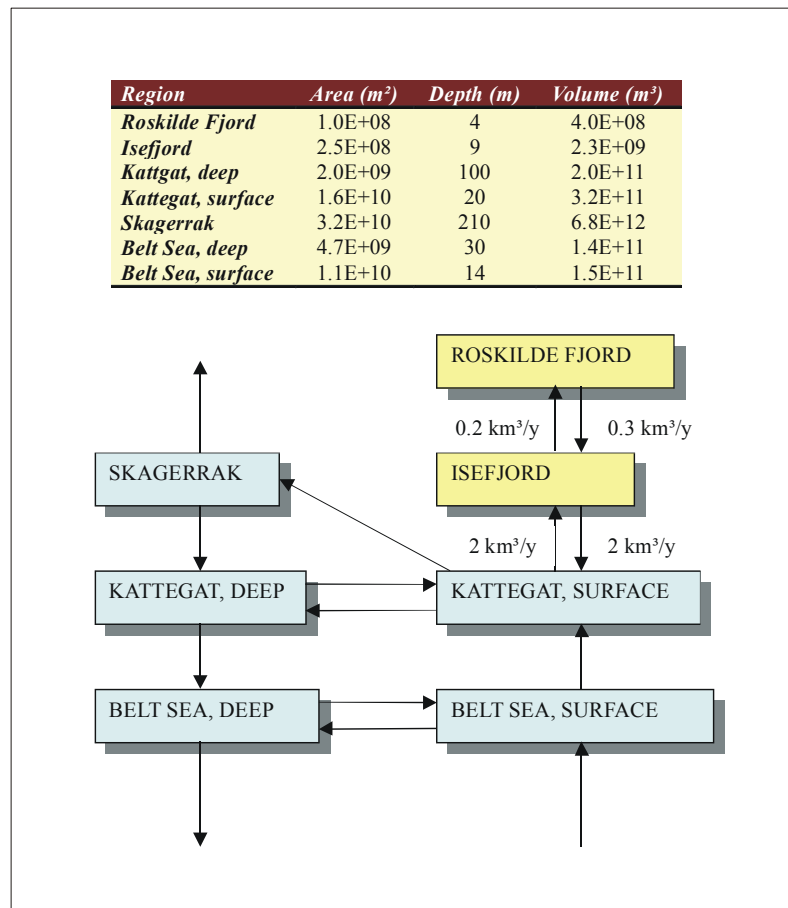 Region Area (m²) Depth (m) Volume (m³)
Roskilde Fjord 1.0E+08 4 4.0E+08
Isefjord 2.5E+08 9 2.3E+09
Kattgat, deep 2.0E+09 100 2.0E+11
Kattegat, surface 1.6E+10 20 3.2E+11
Skagerrak 3.2E+10 210 6.8E+12
Belt Sea, deep 4.7E+09 30 1.4E+11
Belt Sea, surface 1.1E+10 14 1.5E+11
ROSKILDE FJORD
0.2 km³/y 0.3 km³/y
SKAGERRAK ISEFJORD
2 km³/y 2 km³/y
KATTEGAT, DEEP KATTEGAT, SURFACE
BELT SEA, DEEP BELT SEA, SURFACE